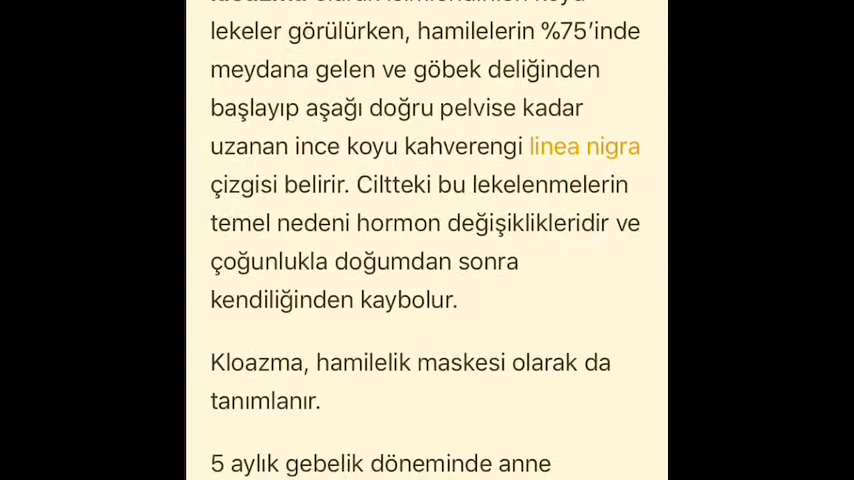 lekeler görülürken, hamilelerin %75’inde
meydana gelen ve göbek deliğinden
başlayıp aşağı doğru pelvise kadar
uzanan ince koyu kahverengi linea nigra
çizgisi belirir. Ciltteki bu lekelenmelerin
temel nedeni hormon değişiklikleridir ve
çoğunlukla doğumdan sonra
kendiliğinden kaybolur.
Kloazma, hamilelik maskesi olarak da
tanımlanır.
5 aylık gebelik döneminde anne